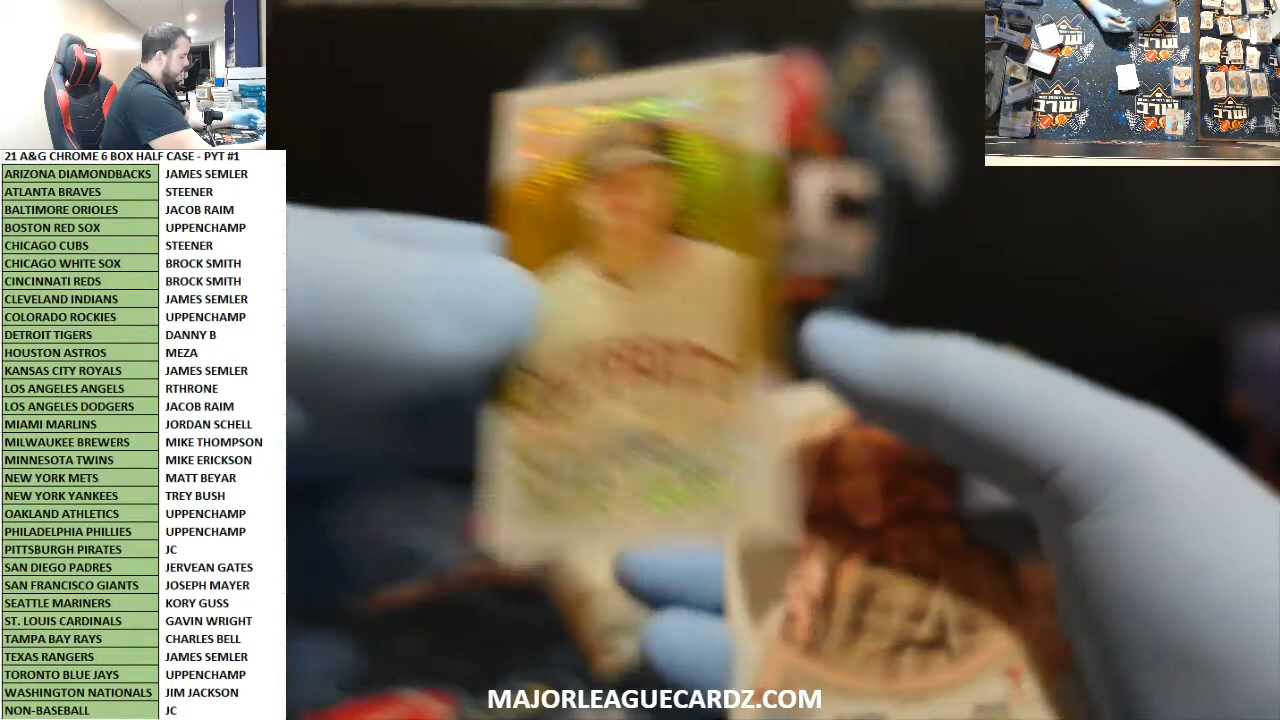 21 A&G CHROME 6 BOX HALF CASE - PYT #1
ARIZONA DIAMONDBACKS JAMES SEMLER
ATLANTA BRAVES STEENER
BALTIMORE ORIOLES JACOB RAIM
BOSTON RED SOX UPPENCHAMP
CHICAGO CUBS STEENER
CHICAGO WHITE SOX BROCK SMITH
CINCINNATI REDS BROCK SMITH
CLEVELAND INDIANS JAMES SEMLER
COLORADO ROCKIES UPPENCHAMP
DETROIT TIGERS DANNY B
HOUSTON ASTROS MEZA
KANSAS CITY ROYALS JAMES SEMLER
LOS ANGELES ANGELS RTHRONE
LOS ANGELES DODGERS JACOB RAIM
MIAMI MARLINS JORDAN SCHELL
MILWAUKEE BREWERS MIKE THOMPSON
MINNESOTA TWINS MIKE ERICKSON
NEW YORK METS MATT BEYAR
NEW YORK YANKEES TREY BUSH
OAKLAND ATHLETICS UPPENCHAMP
PHILADELPHIA PHILLIES UPPENCHAMP
PITTSBURGH PIRATES JC
SAN DIEGO PADRES JERVEAN GATES
SAN FRANCISCO GIANTS JOSEPH MAYER
SEATTLE MARINERS KORY GUSS
ST. LOUIS CARDINALS GAVIN WRIGHT
TAMPA BAY RAYS CHARLES BELL
TEXAS RANGERS JAMES SEMLER
TORONTO BLUE JAYS UPPENCHAMP
WASHINGTON NATIONALS JIM JACKSON
NON-BASEBALL JC
MAJORLEAGUECARDZ.COM